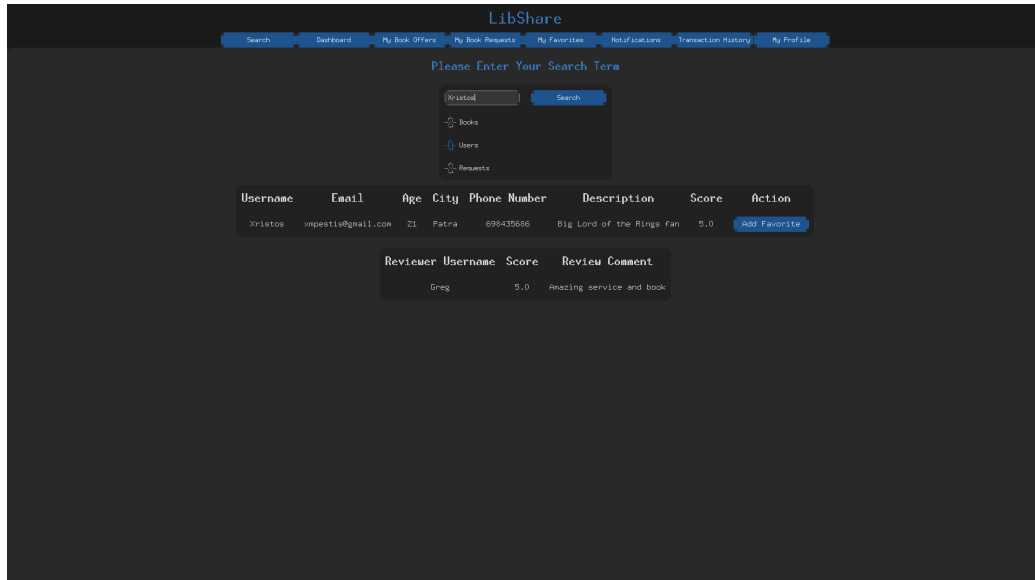 LibShare
Search Dashboard My Book Offers My Book Requests My Favorites Notifications Transaction History My Profile
Please Enter Your Search Term
Xristos Search
Books
Users
Requests
Username Email Age City Phone Number Description Score Action
Xristos xmpestis@gmail.com 21 Patra 698435686 Big Lord of the Rings fan 5.0 Add Favorite
Reviewer Username Score Review Comment
Greg 5.0 Amazing service and book